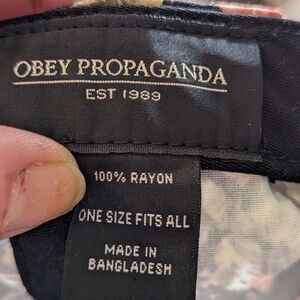 OBEY PROPAGANDA
EST 1989
100% RAYON
ONE SIZE FITS ALL
MADE IN
BANGLADESH